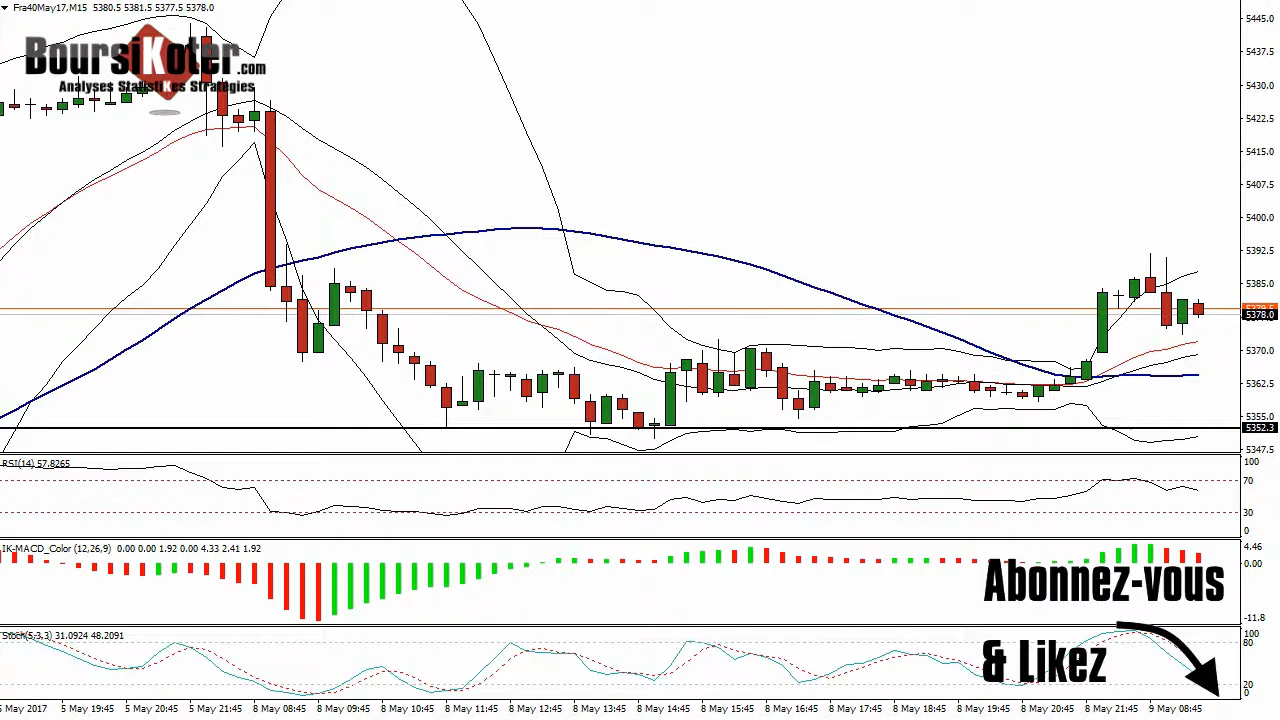 Fra40May17,M15 5380.5 5381.5 5377.5 5378.0
BoursiKoter.com
Analyses StatistiKes Stratégies
5445.0
5437.5
5430.0
5422.5
5415.0
5407.5
5400.0
5392.5
5385.0
5378.0
5370.0
5362.5
5355.0
5352.3
5347.5
RSI(14) 57.8265
100
70
30
0
IK-MACD_Color (12,26,9) 0.00 0.00 1.92 0.00 4.33 2.41 1.92
4.46
0.00
-11.8
Abonnez-vous
& Likez
Stoch(5,3,3) 31.0924 48.2091
100
80
20
0
5 May 2017
5 May 19:45
5 May 20:45
5 May 21:45
8 May 08:45
8 May 09:45
8 May 10:45
8 May 11:45
8 May 12:45
8 May 13:45
8 May 14:45
8 May 15:45
8 May 16:45
8 May 17:45
8 May 18:45
8 May 19:45
8 May 20:45
8 May 21:45
9 May 08:45